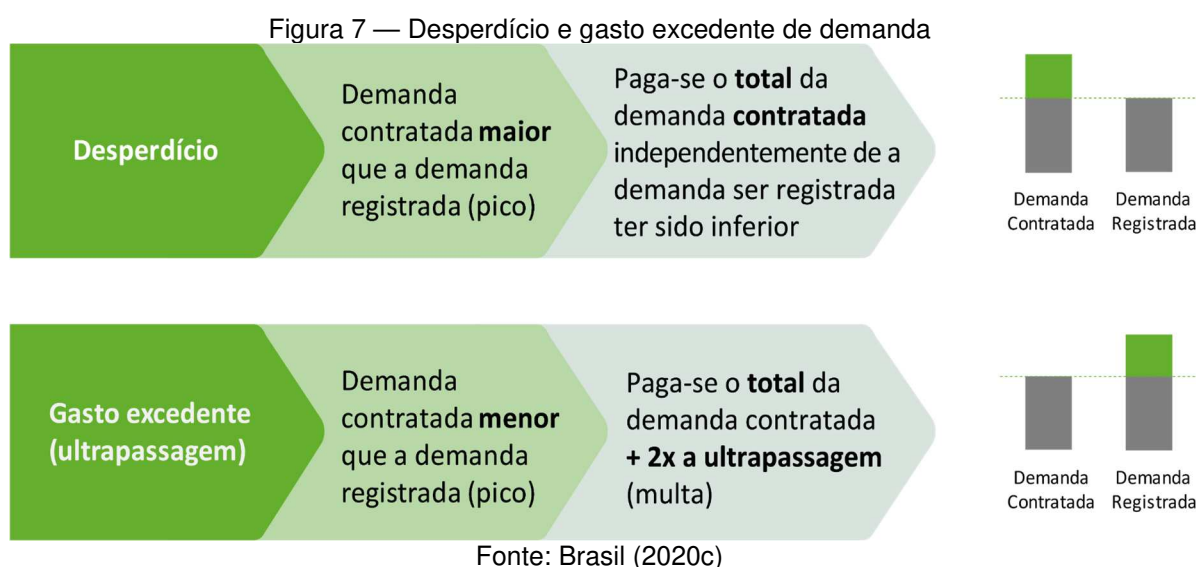 Figura 7 — Desperdício e gasto excedente de demanda
Desperdício
Demanda
contratada maior
que a demanda
registrada (pico)
Paga-se o total da
demanda contratada
independentemente de a
demanda ser registrada
ter sido inferior
Demanda
Contratada
Demanda
Registrada
Gasto excedente
(ultrapassagem)
Demanda
contratada menor
que a demanda
registrada (pico)
Paga-se o total da
demanda contratada
+ 2x a ultrapassagem
(multa)
Demanda
Contratada
Demanda
Registrada
Fonte: Brasil (2020c)